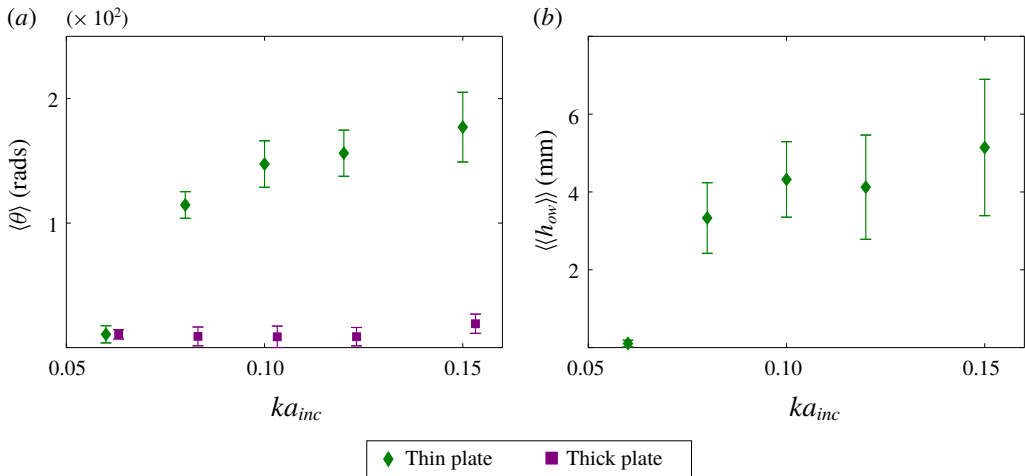 (a) (× 10²) (b)
2
1
⟨θ⟩ (rads)
0.05 0.10 0.15
ka_inc
6
4
2
⟨⟨h_ow⟩⟩ (mm)
0.05 0.10 0.15
ka_inc
Thin plate Thick plate